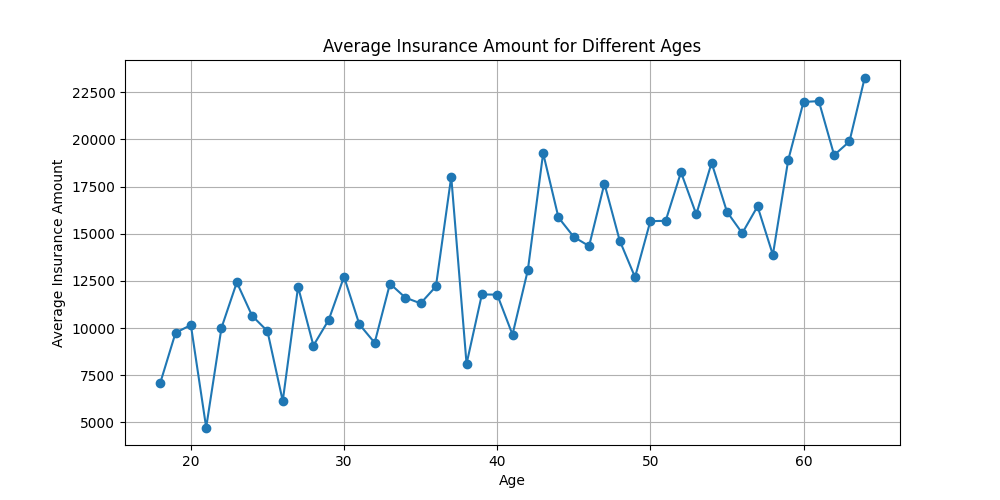 Average Insurance Amount for Different Ages
22500
20000
17500
15000
12500
10000
7500
5000
Average Insurance Amount
20 30 40 50 60
Age